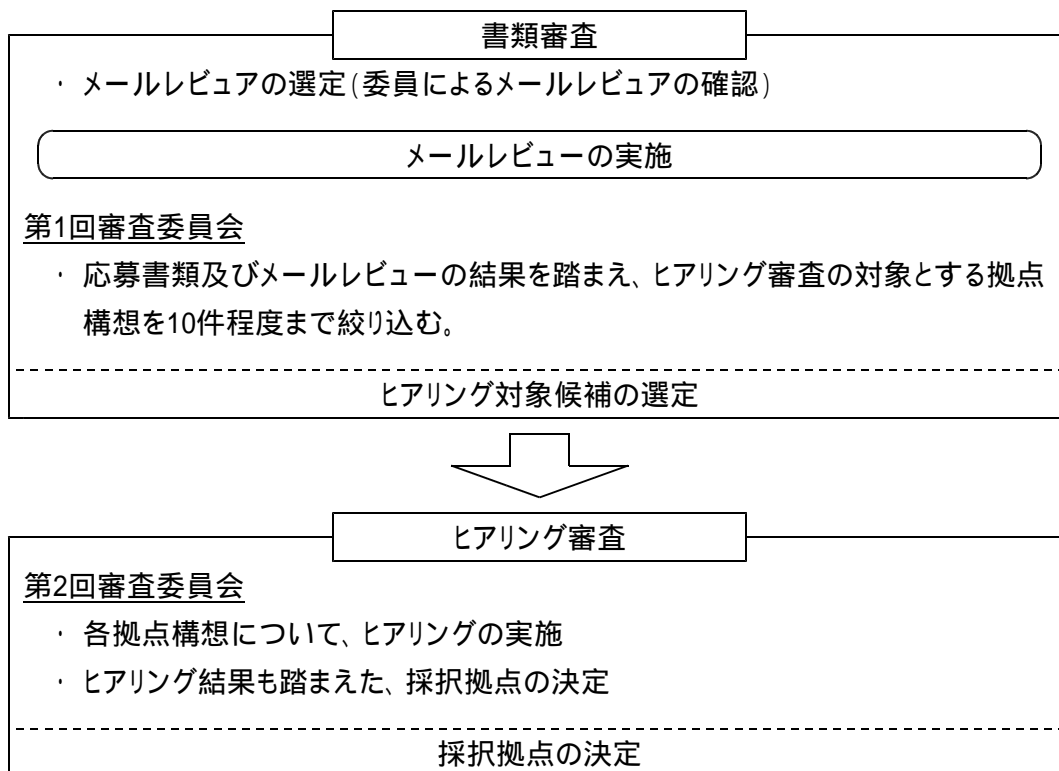 書類審査
・ メールレビュアの選定(委員によるメールレビュアの確認)
メールレビューの実施
第1回審査委員会
・ 応募書類及びメールレビューの結果を踏まえ、ヒアリング審査の対象とする拠点
構想を10件程度まで絞り込む。
ヒアリング対象候補の選定
ヒアリング審査
第2回審査委員会
・ 各拠点構想について、ヒアリングの実施
・ ヒアリング結果も踏まえた、採択拠点の決定
採択拠点の決定